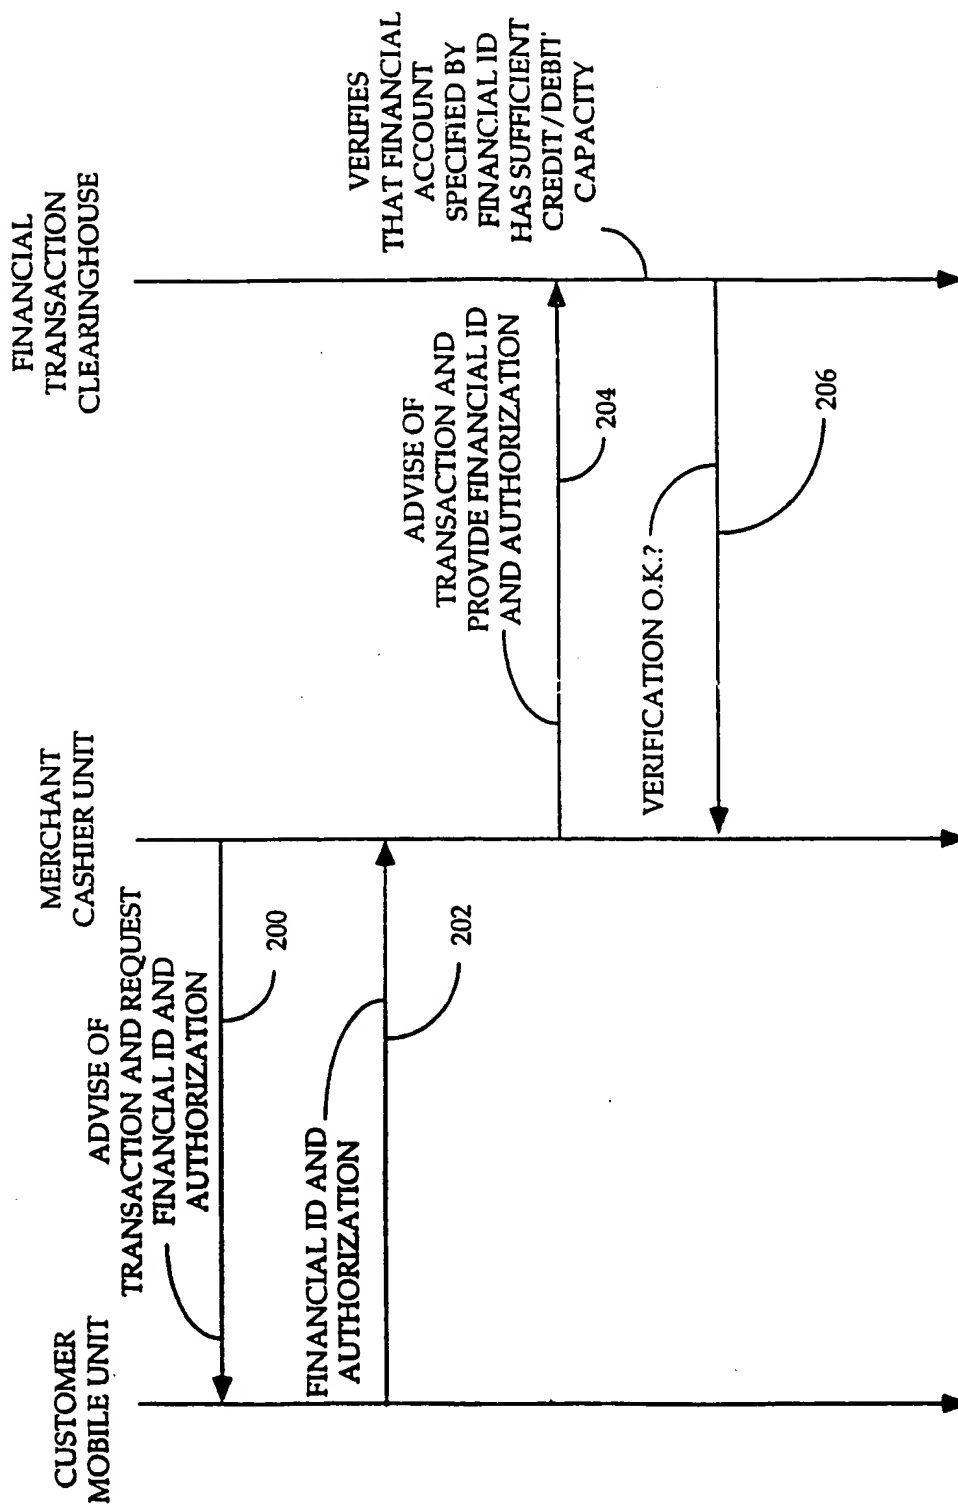 CUSTOMER
MOBILE UNIT
MERCHANT
CASHIER UNIT
FINANCIAL
TRANSACTION
CLEARINGHOUSE
ADVISE OF
TRANSACTION AND REQUEST
FINANCIAL ID AND
AUTHORIZATION
200
FINANCIAL ID AND
AUTHORIZATION
202
ADVISE OF
TRANSACTION AND
PROVIDE FINANCIAL ID
AND AUTHORIZATION
204
VERIFIES
THAT FINANCIAL
ACCOUNT
SPECIFIED BY
FINANCIAL ID
HAS SUFFICIENT
CREDIT/DEBIT
CAPACITY
VERIFICATION O.K.?
206